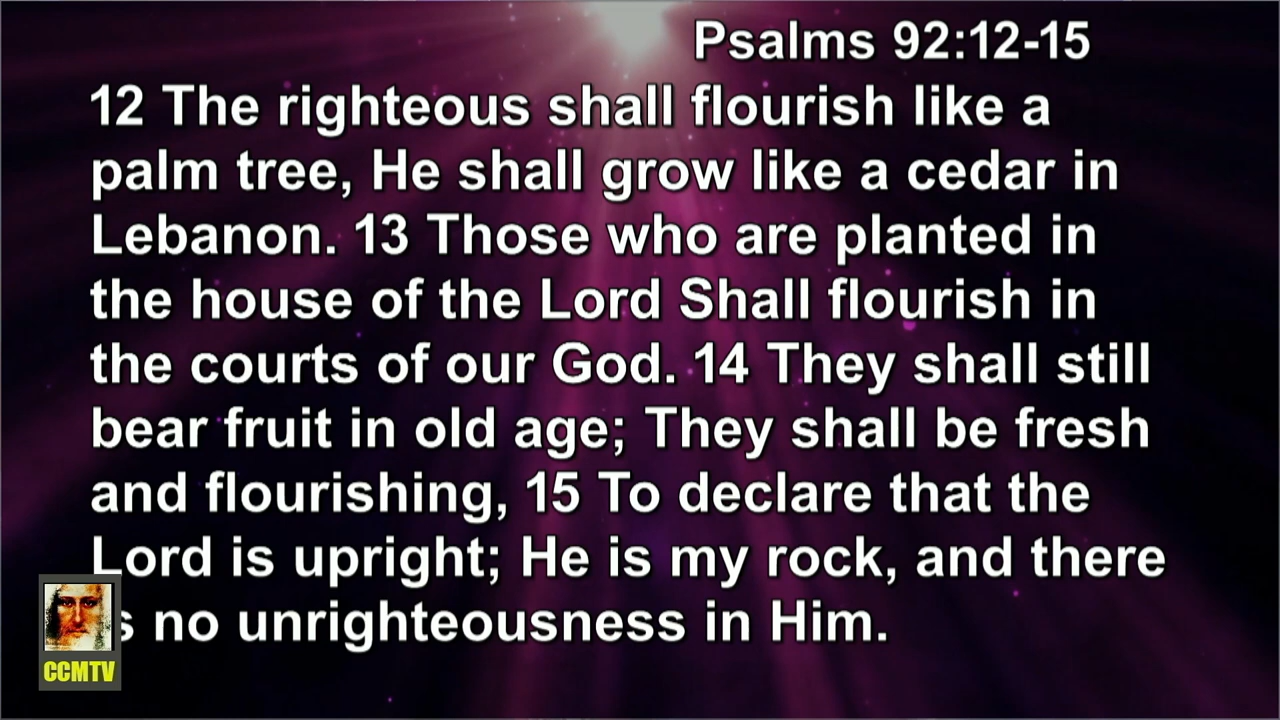 Psalms 92:12-15
12 The righteous shall flourish like a
palm tree, He shall grow like a cedar in
Lebanon. 13 Those who are planted in
the house of the Lord Shall flourish in
the courts of our God. 14 They shall still
bear fruit in old age; They shall be fresh
and flourishing, 15 To declare that the
Lord is upright; He is my rock, and there
s no unrighteousness in Him.
CCMTV